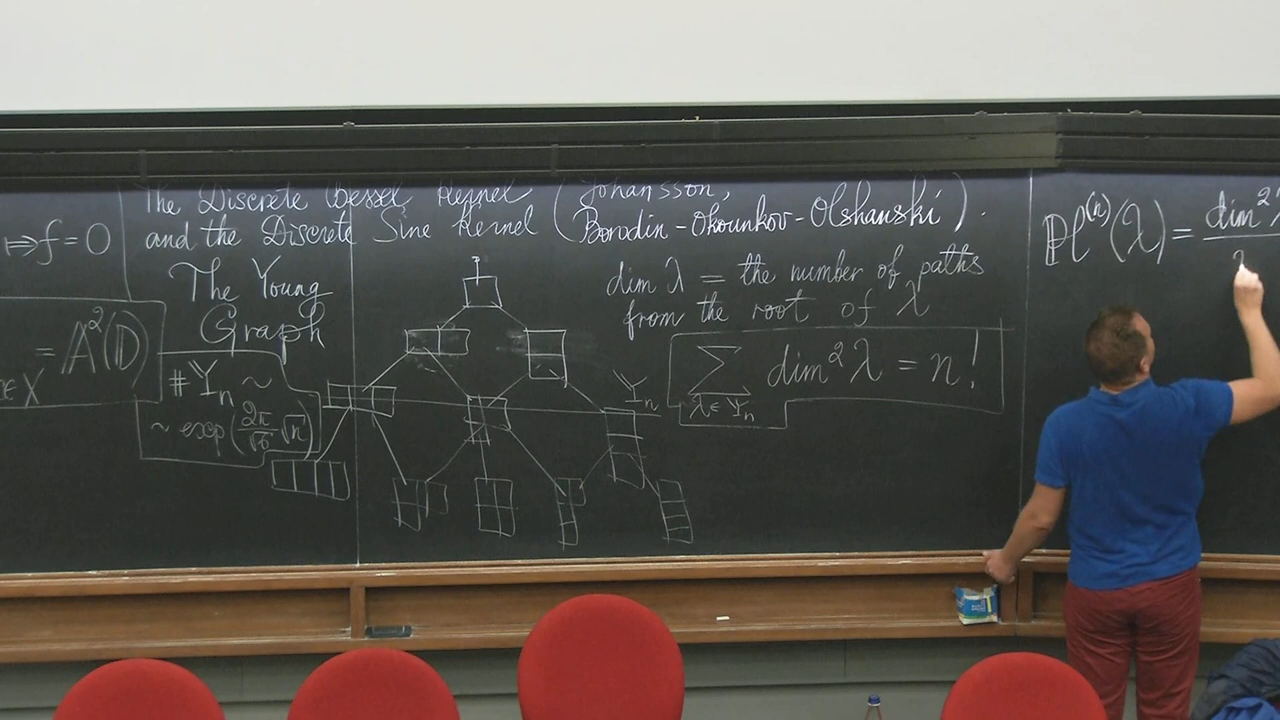 The Discrete Bessel Kernel (Johansson,
and the Discrete Sine Kernel (Borodin-Okounkov-Olshanski).
⇒f=0
= A²(𝔻)
∈X
The Young
Graph
#𝕐_n ~
~ exp(2π/√6 √n)
𝕐_n
dim λ = the number of paths
from the root of λ
∑_{λ∈𝕐_n} dim² λ = n!
ℙl^{(n)}(λ) = dim² λ